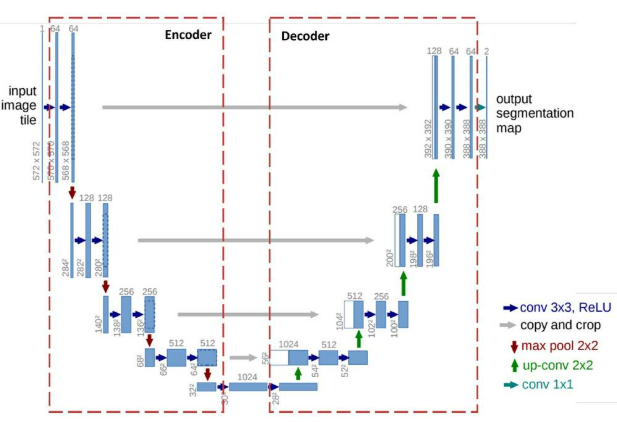 Encoder
Decoder
1 64 64
128 64 64 2
input
image
tile
output
segmentation
map
572 x 572
570 x 570
568 x 568
392 x 392
390 x 390
388 x 388
388 x 388
128 128
256 128
284²
282²
280²
200²
198²
196²
256 256
512 256
140²
138²
136²
104²
102²
100²
512 512
1024 512
68²
66²
64²
56²
54²
52²
1024
32²
30²
28²
conv 3x3, ReLU
copy and crop
max pool 2x2
up-conv 2x2
conv 1x1